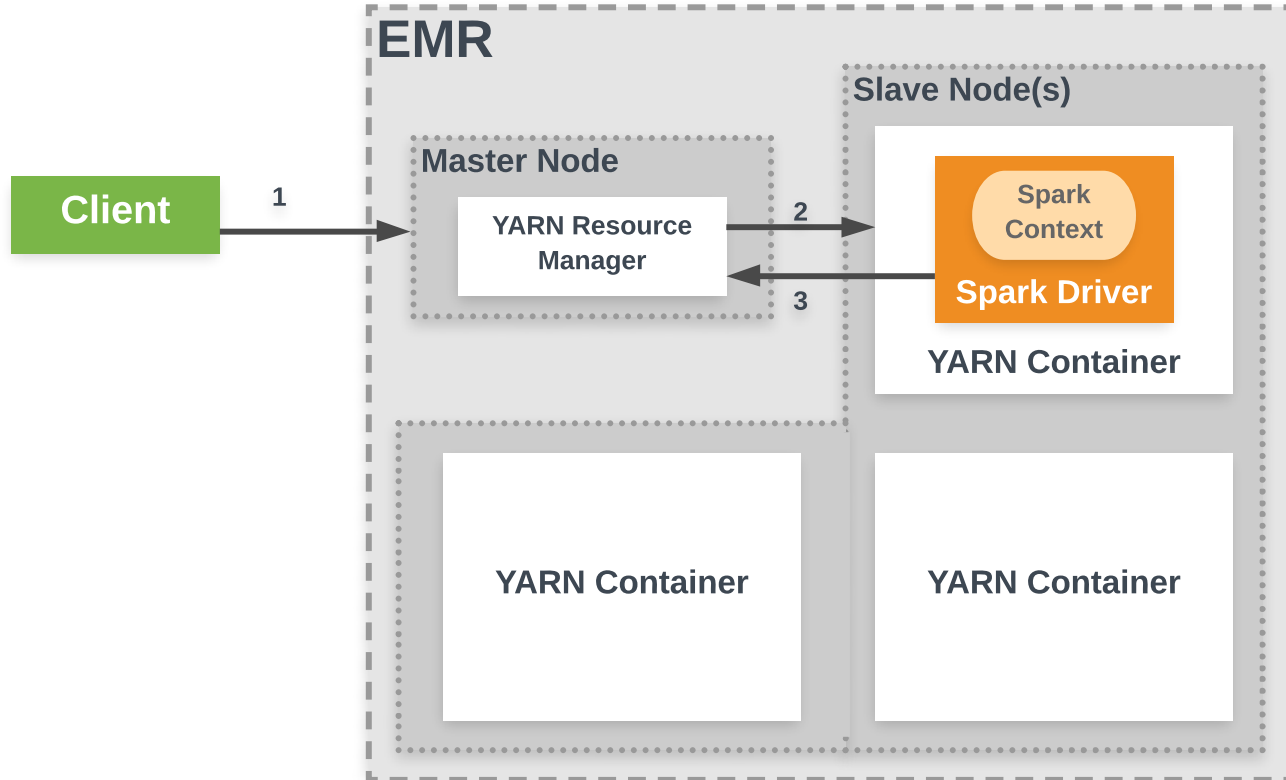 EMR
Slave Node(s)
Master Node
Client
1
YARN Resource
Manager
2
3
Spark
Context
Spark Driver
YARN Container
YARN Container
YARN Container